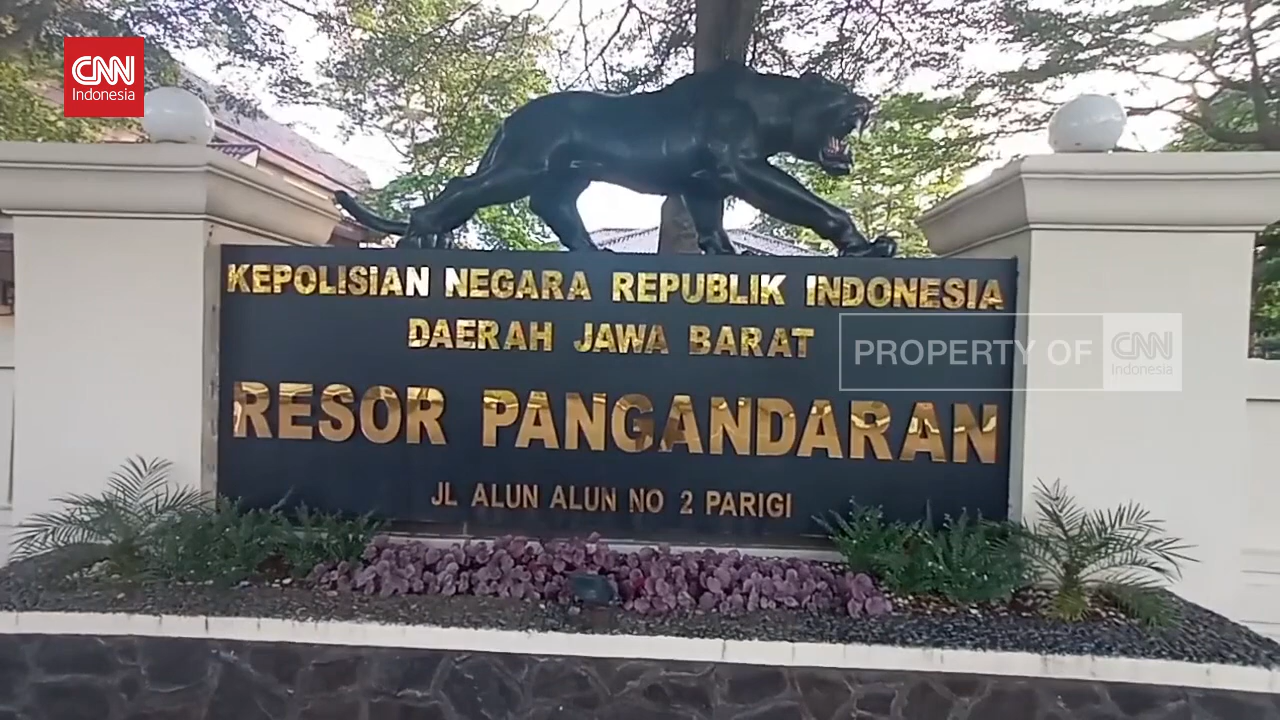 CNN
Indonesia
KEPOLISIAN NEGARA REPUBLIK INDONESIA
DAERAH JAWA BARAT
PROPERTY OF CNN Indonesia
RESOR PANGANDARAN
JL ALUN ALUN NO 2 PARIGI